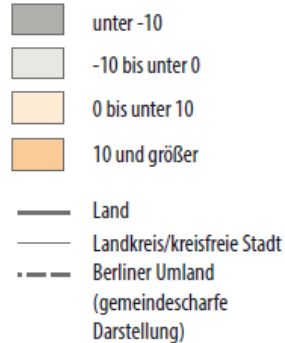 unter -10
-10 bis unter 0
0 bis unter 10
10 und größer
Land
Landkreis/kreisfreie Stadt
Berliner Umland
(gemeindescharfe
Darstellung)